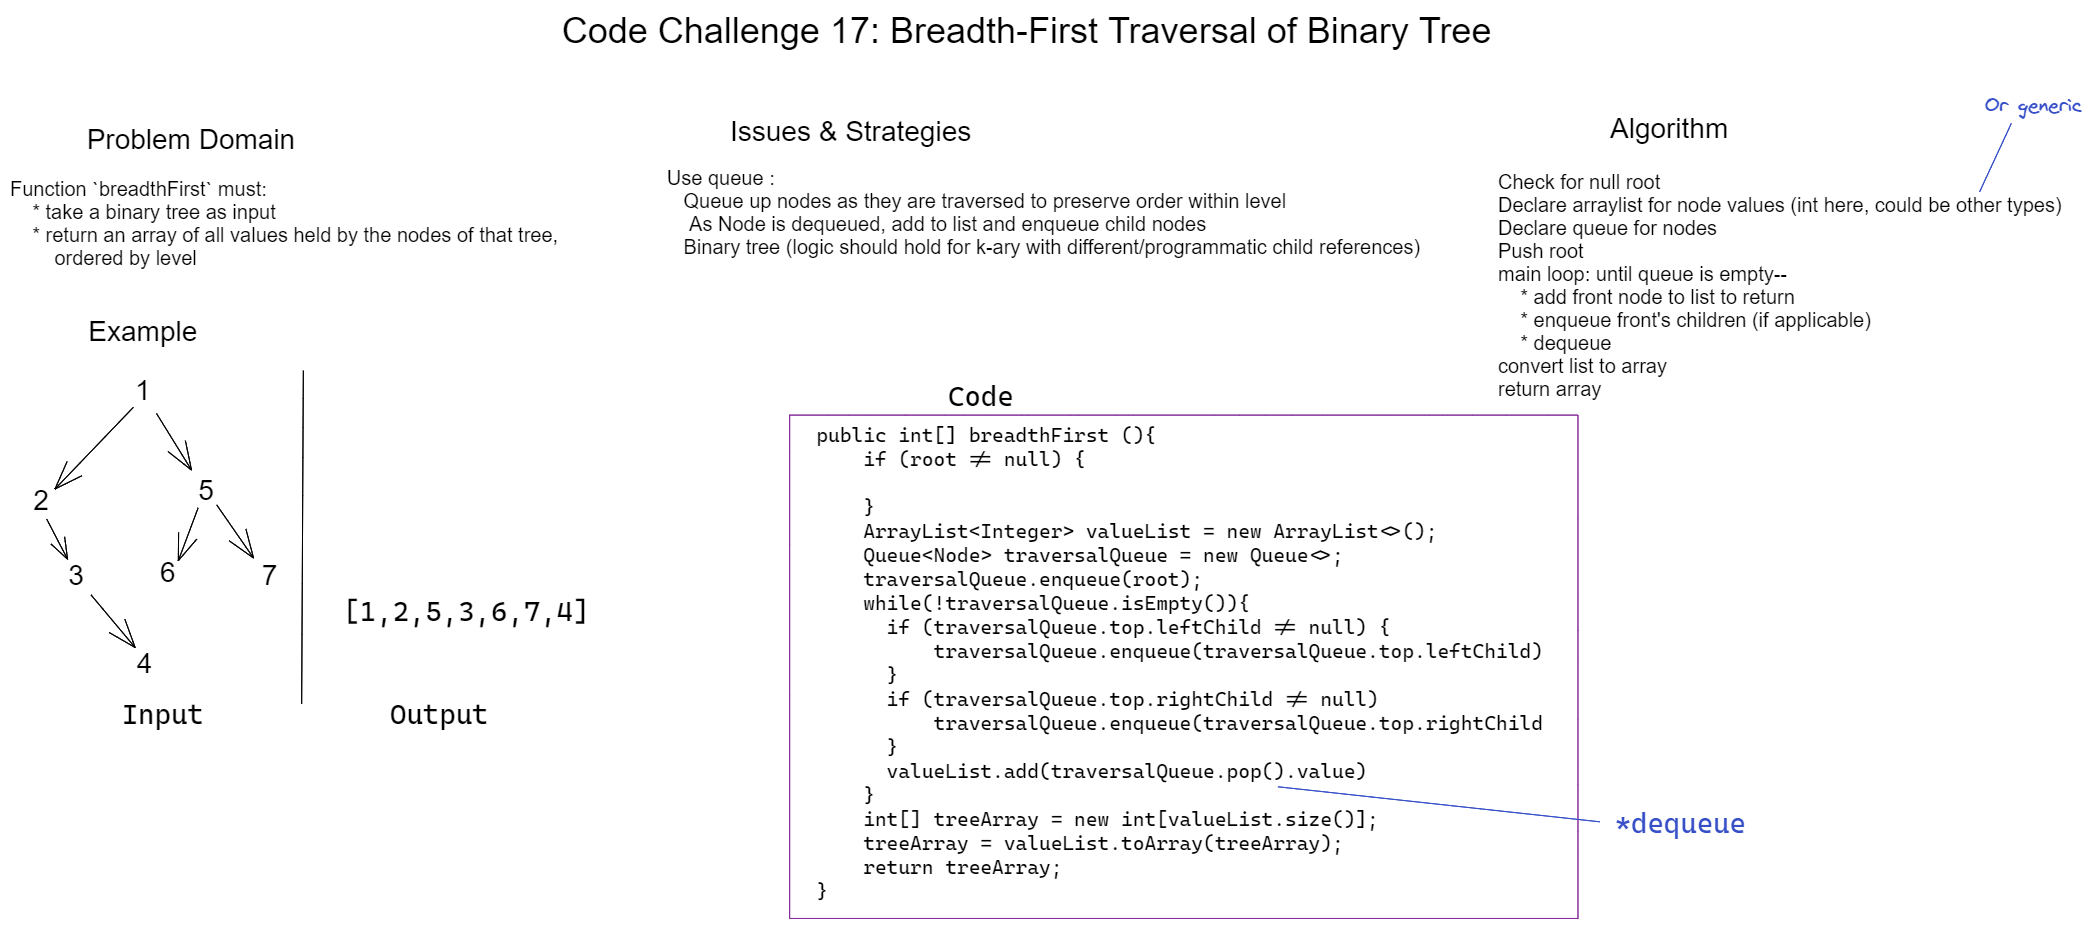 Code Challenge 17: Breadth-First Traversal of Binary Tree
Problem Domain
Function `breadthFirst` must:
* take a binary tree as input
* return an array of all values held by the nodes of that tree,
ordered by level
Example
1
2
5
3
6
7
4
Input
[1,2,5,3,6,7,4]
Output
Issues & Strategies
Use queue :
Queue up nodes as they are traversed to preserve order within level
As Node is dequeued, add to list and enqueue child nodes
Binary tree (logic should hold for k-ary with different/programmatic child references)
Algorithm
Or generic
Check for null root
Declare arraylist for node values (int here, could be other types)
Declare queue for nodes
Push root
main loop: until queue is empty--
* add front node to list to return
* enqueue front's children (if applicable)
* dequeue
convert list to array
return array
Code
public int[] breadthFirst (){
if (root ≠ null) {
}
ArrayList<Integer> valueList = new ArrayList<>();
Queue<Node> traversalQueue = new Queue<>;
traversalQueue.enqueue(root);
while(!traversalQueue.isEmpty()){
if (traversalQueue.top.leftChild ≠ null) {
traversalQueue.enqueue(traversalQueue.top.leftChild)
}
if (traversalQueue.top.rightChild ≠ null)
traversalQueue.enqueue(traversalQueue.top.rightChild
}
valueList.add(traversalQueue.pop().value)
}
int[] treeArray = new int[valueList.size()];
treeArray = valueList.toArray(treeArray);
return treeArray;
}
*dequeue